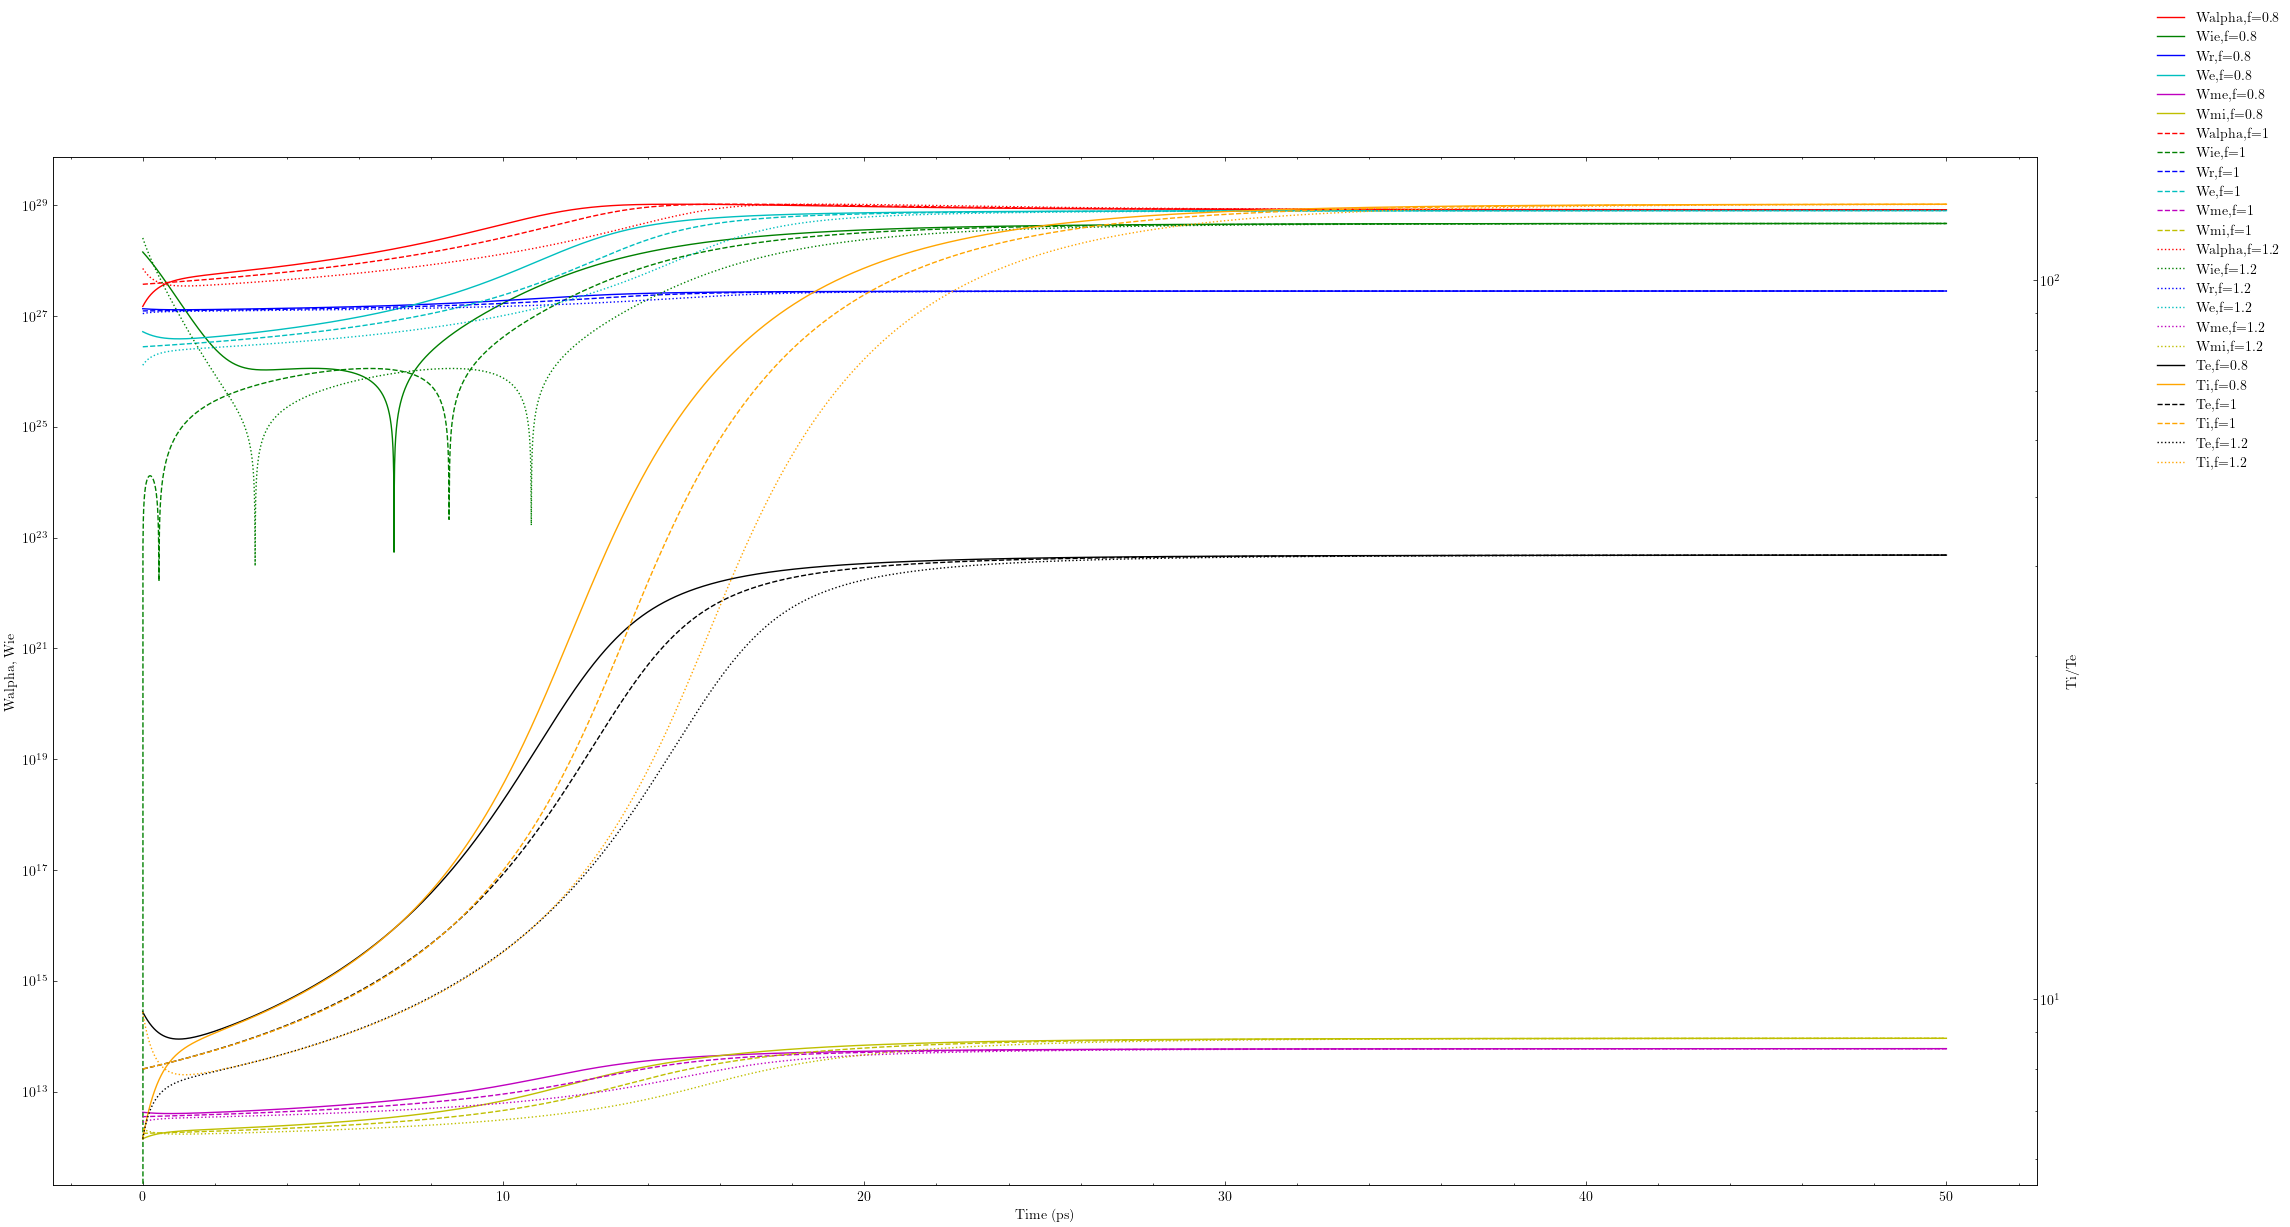 Walpha,f=0.8
Wie,f=0.8
Wr,f=0.8
We,f=0.8
Wme,f=0.8
Wmi,f=0.8
Walpha,f=1
Wie,f=1
Wr,f=1
We,f=1
Wme,f=1
Wmi,f=1
Walpha,f=1.2
Wie,f=1.2
Wr,f=1.2
We,f=1.2
Wme,f=1.2
Wmi,f=1.2
Te,f=0.8
Ti,f=0.8
Te,f=1
Ti,f=1
Te,f=1.2
Ti,f=1.2
10^29
10^27
10^25
10^23
10^21
10^19
10^17
10^15
10^13
Walpha, Wie
10^2
10^1
Ti/Te
0 10 20 30 40 50
Time (ps)